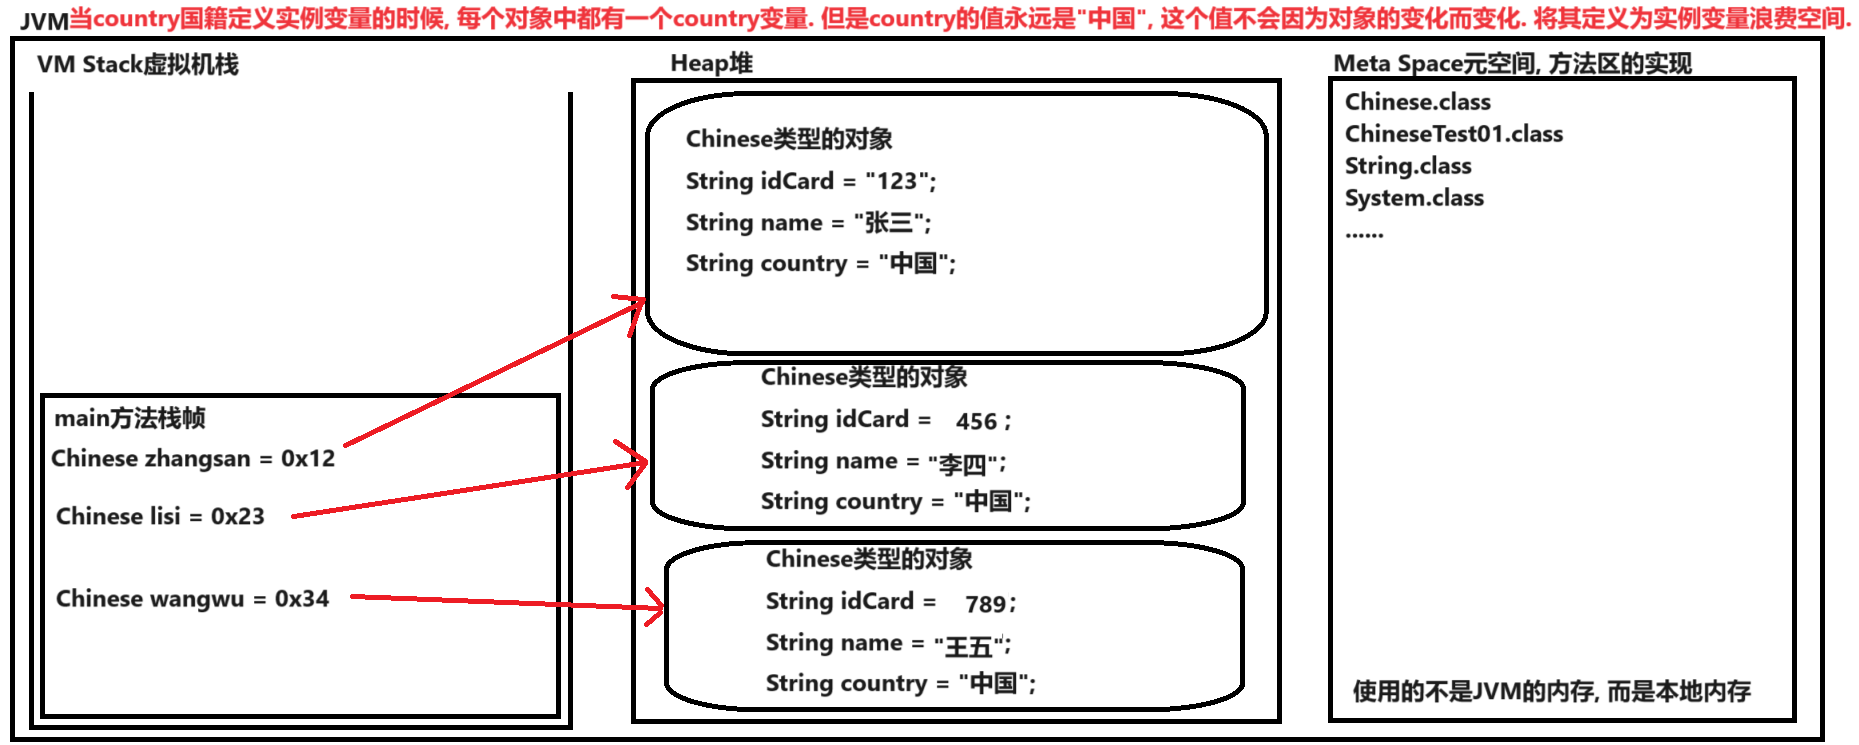 JVM当country国籍定义实例变量的时候, 每个对象中都有一个country变量. 但是country的值永远是"中国", 这个值不会因为对象的变化而变化. 将其定义为实例变量浪费空间.
VM Stack虚拟机栈
main方法栈帧
Chinese zhangsan = 0x12
Chinese lisi = 0x23
Chinese wangwu = 0x34
Heap堆
Chinese类型的对象
String idCard = "123";
String name = "张三";
String country = "中国";
Chinese类型的对象
String idCard = 456 ;
String name = "李四";
String country = "中国";
Chinese类型的对象
String idCard = 789;
String name = "王五";
String country = "中国";
Meta Space元空间, 方法区的实现
Chinese.class
ChineseTest01.class
String.class
System.class
......
使用的不是JVM的内存, 而是本地内存